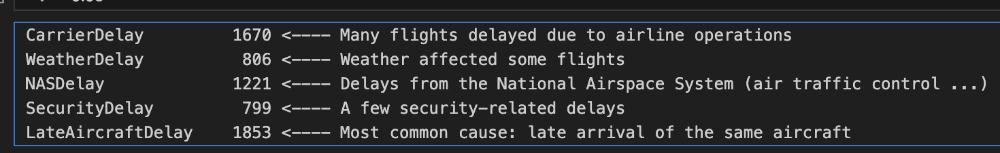 CarrierDelay 1670 <---- Many flights delayed due to airline operations
WeatherDelay 806 <---- Weather affected some flights
NASDelay 1221 <---- Delays from the National Airspace System (air traffic control ...)
SecurityDelay 799 <---- A few security-related delays
LateAircraftDelay 1853 <---- Most common cause: late arrival of the same aircraft